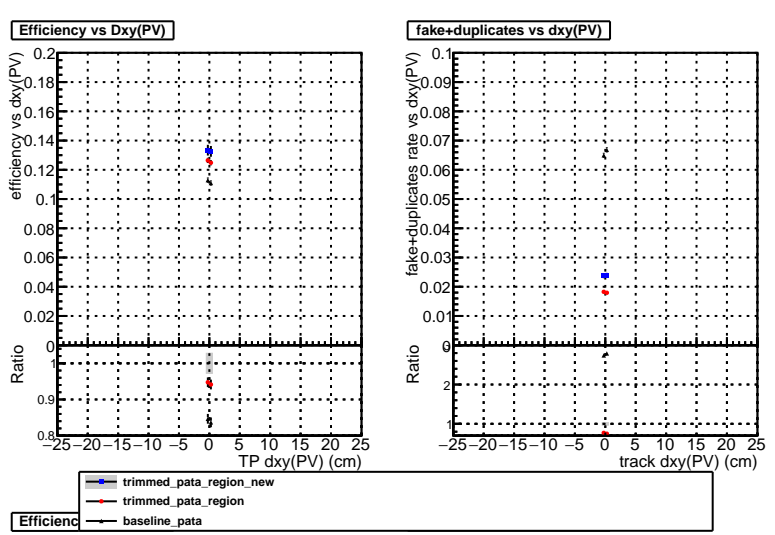 Efficiency vs Dxy(PV)
efficiency vs dxy(PV)
0.2
0.18
0.16
0.14
0.12
0.1
0.08
0.06
0.04
0.02
0
Ratio
1
0.9
0.8
−25 −20 −15 −10 −5 0 5 10 15 20 25
TP dxy(PV) (cm)
fake+duplicates vs dxy(PV)
fake+duplicates rate vs dxy(PV)
0.1
0.09
0.08
0.07
0.06
0.05
0.04
0.03
0.02
0.01
0
Ratio
2
1
−25 −20 −15 −10 −5 0 5 10 15 20 25
track dxy(PV) (cm)
trimmed_pata_region_new
trimmed_pata_region
baseline_pata
Efficienc